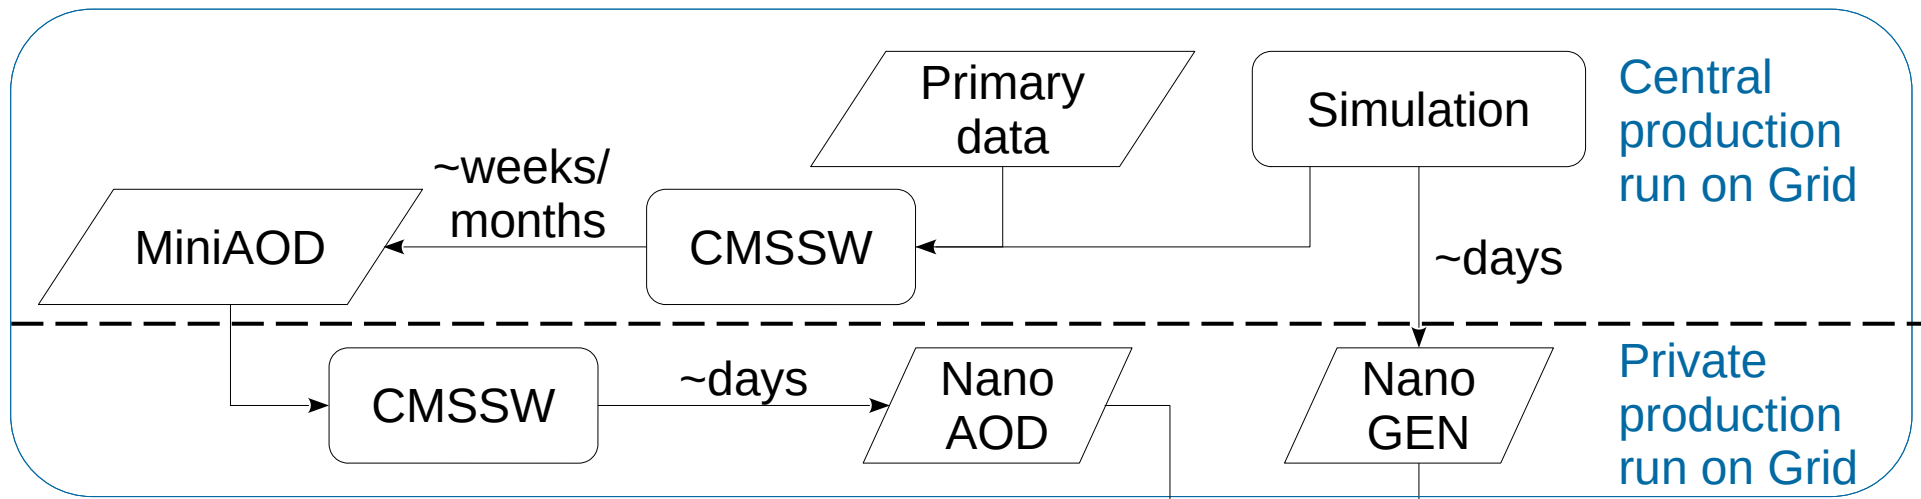 Primary
data
Simulation
Central
production
run on Grid
~weeks/
months
MiniAOD
CMSSW
~days
CMSSW
~days
Nano
AOD
Nano
GEN
Private
production
run on Grid